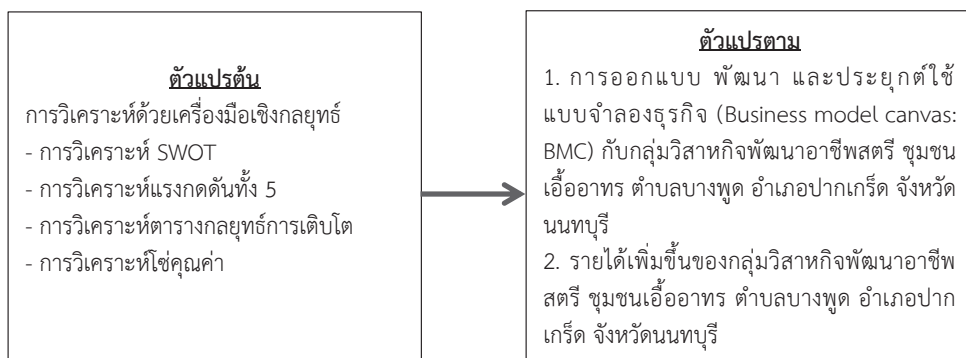 ตัวแปรต้น
การวิเคราะห์ด้วยเครื่องมือเชิงกลยุทธ์
- การวิเคราะห์ SWOT
- การวิเคราะห์แรงกดดันทั้ง 5
- การวิเคราะห์ตารางกลยุทธ์การเติบโต
- การวิเคราะห์โซ่คุณค่า
ตัวแปรตาม
1. การออกแบบ พัฒนา และประยุกต์ใช้
แบบจำลองธุรกิจ (Business model canvas:
BMC) กับกลุ่มวิสาหกิจพัฒนาอาชีพสตรี ชุมชน
เอื้ออาทร ตำบลบางพูด อำเภอปากเกร็ด จังหวัด
นนทบุรี
2. รายได้เพิ่มขึ้นของกลุ่มวิสาหกิจพัฒนาอาชีพ
สตรี ชุมชนเอื้ออาทร ตำบลบางพูด อำเภอปาก
เกร็ด จังหวัดนนทบุรี